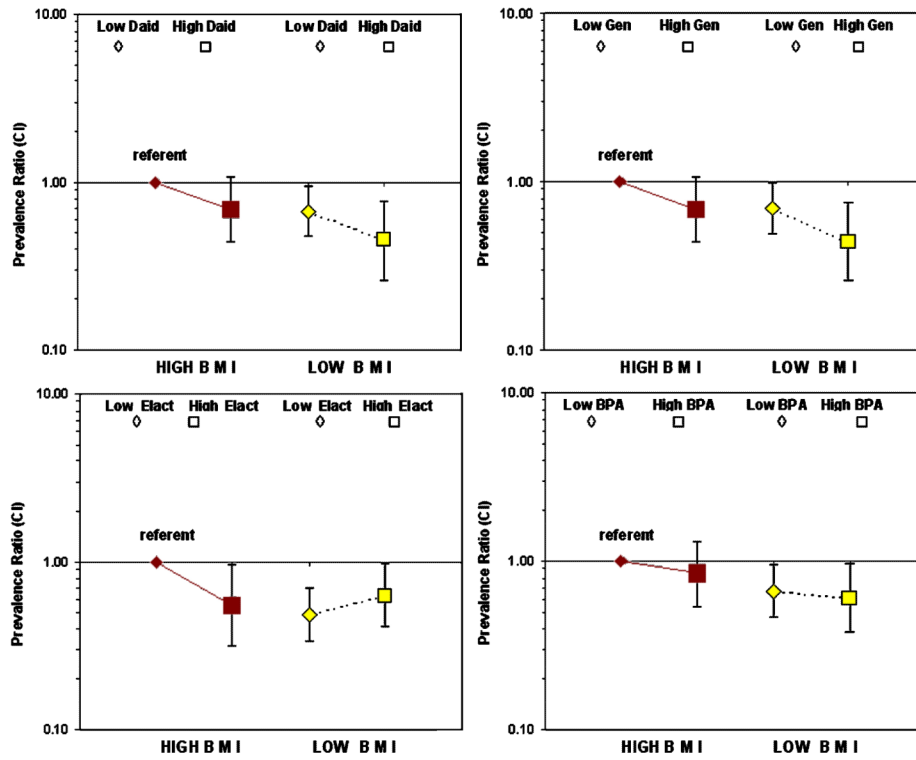 10.00
Low Daid High Daid Low Daid High Daid
referent
1.00
0.10
Prevalence Ratio (CI)
HIGH B M I LOW B M I
10.00
Low Gen High Gen Low Gen High Gen
referent
1.00
0.10
Prevalence Ratio (CI)
HIGH B M I LOW B M I
10.00
Low Elact High Elact Low Elact High Elact
referent
1.00
0.10
Prevalence Ratio (CI)
HIGH B M I LOW B M I
10.00
Low BPA High BPA Low BPA High BPA
referent
1.00
0.10
Prevalence Ratio (CI)
HIGH B M I LOW B M I